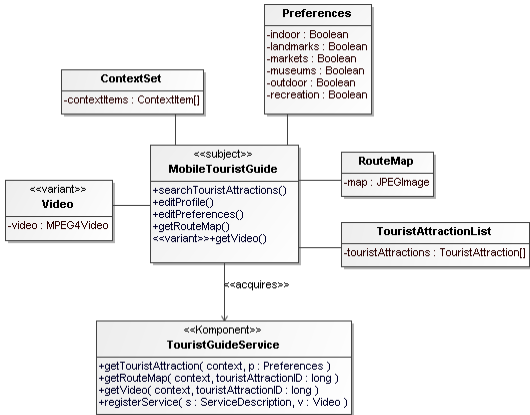 Preferences
-indoor : Boolean
-landmarks : Boolean
-markets : Boolean
-museums : Boolean
-outdoor : Boolean
-recreation : Boolean
ContextSet
-contextItems : ContextItem[]
<<subject>>
MobileTouristGuide
+searchTouristAttractions()
+editProfile()
+editPreferences()
+getRouteMap()
<<variant>>+getVideo()
RouteMap
-map : JPEGImage
<<variant>>
Video
-video : MPEG4Video
TouristAttractionList
-touristAttractions : TouristAttraction[]
<<acquires>>
<<Komponent>>
TouristGuideService
+getTouristAttraction( context, p : Preferences )
+getRouteMap( context, touristAttractionID : long )
+getVideo( context, touristAttractionID : long )
+registerService( s : ServiceDescription, v : Video )